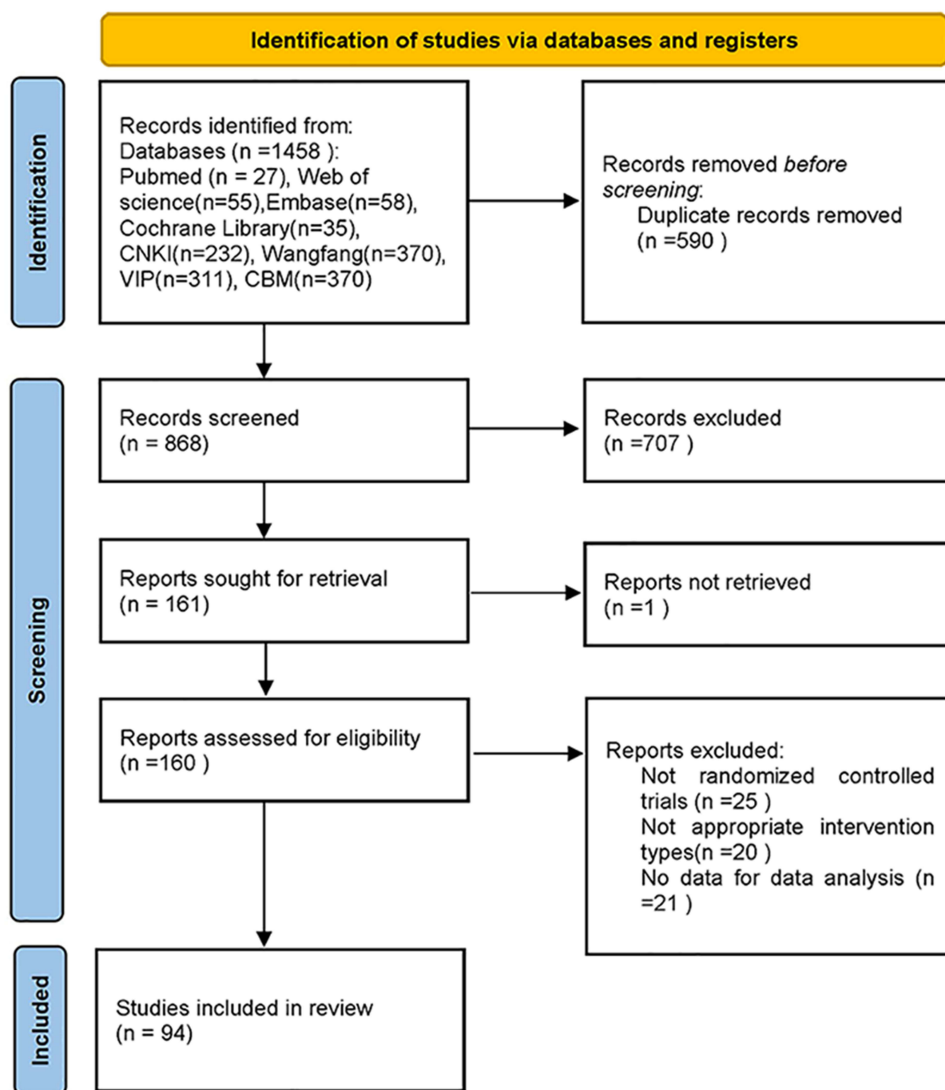 Identification of studies via databases and registers
Identification
Records identified from:
Databases (n =1458 ):
Pubmed (n = 27), Web of
science(n=55),Embase(n=58),
Cochrane Library(n=35),
CNKI(n=232), Wangfang(n=370),
VIP(n=311), CBM(n=370)
Records removed before
screening:
Duplicate records removed
(n =590 )
Screening
Records screened
(n = 868)
Records excluded
(n =707 )
Reports sought for retrieval
(n = 161)
Reports not retrieved
(n =1 )
Reports assessed for eligibility
(n =160 )
Reports excluded:
Not randomized controlled
trials (n =25 )
Not appropriate intervention
types(n =20 )
No data for data analysis (n
=21 )
Included
Studies included in review
(n = 94)